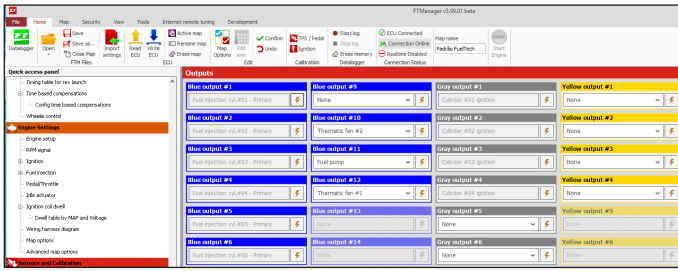 FTManager v3.99.01 beta
File Home Map Security View Tools Internet remote tuning Development
Datalogger
Open
Save
Save as...
Close Map
FTM Files
Import settings
Read ECU
Write ECU
Active map
Rename map
Erase map
ECU
Map Options
Edit axis
Confirm
Undo
Edit
TPS / Pedal
Ignition
Calibration
Start log
Stop log
Erase memory
Datalogger
ECU Connected
Connection Online
Realtime Disabled
Connection Status
Map name
Padrão FuelTech
Start Engine
Quick access panel
Timing table for rev launch
Time based compensations
Config time based compensations
Wheelie control
Engine Settings
Engine setup
RPM signal
Ignition
Fuel injection
Pedal/Throttle
Idle actuator
Ignition coil dwell
Dwell table by MAP and Voltage
Wiring harness diagram
Map options
Advanced map options
Sensors and Calibration
Outputs
Blue output #1 Blue output #9 Gray output #1 Yellow output #1
Fuel injection cyl.#01 - Primary None Cylinder #01 ignition None
Blue output #2 Blue output #10 Gray output #2 Yellow output #2
Fuel injection cyl.#02 - Primary Thermatic fan #2 Cylinder #02 ignition None
Blue output #3 Blue output #11 Gray output #3 Yellow output #3
Fuel injection cyl.#03 - Primary Fuel pump Cylinder #03 ignition None
Blue output #4 Blue output #12 Gray output #4 Yellow output #4
Fuel injection cyl.#04 - Primary Thermatic fan #1 Cylinder #04 ignition None
Blue output #5 Blue output #13 Gray output #5 Yellow output #5
Fuel injection cyl.#05 - Primary None None None
Blue output #6 Blue output #14 Gray output #6 Yellow output #6
Fuel injection cyl.#06 - Primary None None None